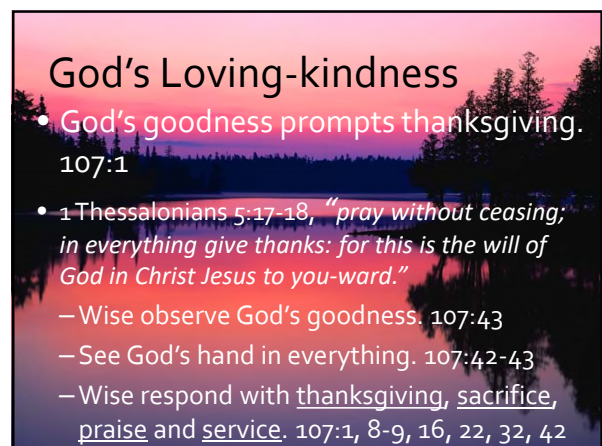 God's Loving-kindness
• God's goodness prompts thanksgiving.
107:1
• 1 Thessalonians 5:17-18, “pray without ceasing;
in everything give thanks: for this is the will of
God in Christ Jesus to you-ward.”
– Wise observe God's goodness. 107:43
– See God's hand in everything. 107:42-43
– Wise respond with thanksgiving, sacrifice,
praise and service. 107:1, 8-9, 16, 22, 32, 42